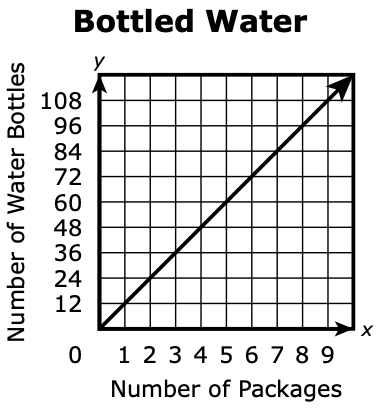 Bottled Water
y
Number of Water Bottles
108
96
84
72
60
48
36
24
12
0 1 2 3 4 5 6 7 8 9
x
Number of Packages